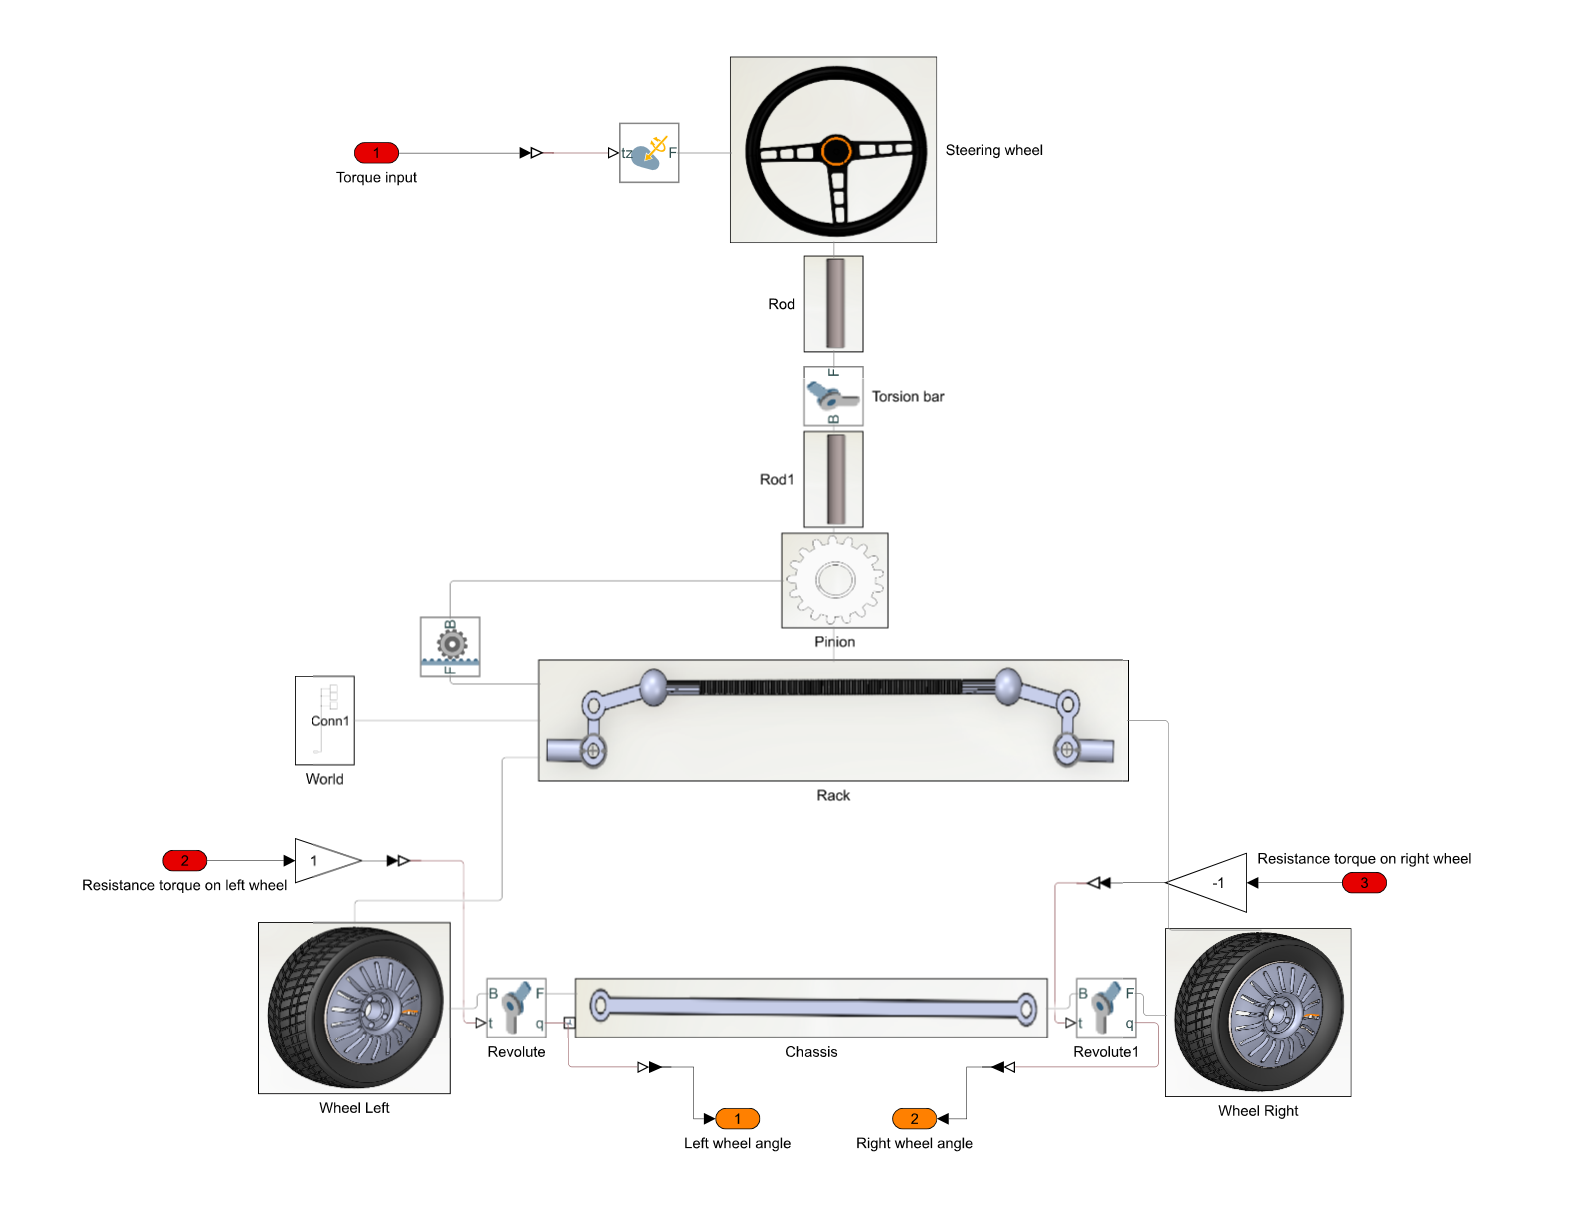 1
tz
F
Steering wheel
Torque input
Rod
F
Torsion bar
B
Rod1
B
F
Pinion
Conn1
World
Rack
2
1
Resistance torque on left wheel
Resistance torque on right wheel
-1
3
B
F
t
q
Revolute
Chassis
B
F
t
q
Revolute1
Wheel Left
Wheel Right
1
Left wheel angle
2
Right wheel angle